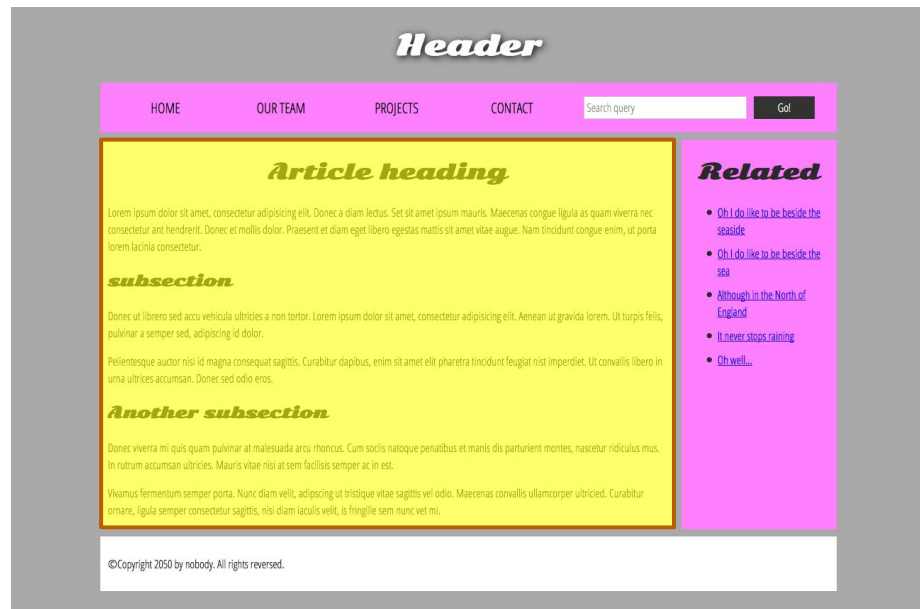 Header
HOME OUR TEAM PROJECTS CONTACT Search query Go!
Article heading
Lorem ipsum dolor sit amet, consectetur adipisicing elit. Donec a diam lectus. Set sit amet ipsum mauris. Maecenas congue ligula as quam viverra nec
consectetur ant hendrerit. Donec et mollis dolor. Praesent et diam eget libero egestas mattis sit amet vitae augue. Nam tincidunt congue enim, ut porta
lorem lacinia consectetur.
subsection
Donec ut librero sed accu vehicula ultricies a non tortor. Lorem ipsum dolor sit amet, consectetur adipisicing elit. Aenean ut gravida lorem. Ut turpis felis,
pulvinar a semper sed, adipiscing id dolor.
Pelientesque auctor nisi id magna consequat sagittis. Curabitur dapibus, enim sit amet elit pharetra tincidunt feugiat nist imperdiet. Ut convallis libero in
urna ultrices accumsan. Donec sed odio eros.
Another subsection
Donec viverra mi quis quam pulvinar at malesuada arcu rhoncus. Cum soclis natoque penatibus et manis dis parturient montes, nascetur ridiculus mus.
In rutrum accumsan ultricies. Mauris vitae nisi at sem facilisis semper ac in est.
Vivamus fermentum semper porta. Nunc diam velit, adipscing ut tristique vitae sagittis vel odio. Maecenas convallis ullamcorper ultricied. Curabitur
ornare, ligula semper consectetur sagittis, nisi diam iaculis velit, is fringille sem nunc vet mi.
Related
Oh I do like to be beside the
seaside
Oh I do like to be beside the
sea
Although in the North of
England
It never stops raining
Oh well...
©Copyright 2050 by nobody. All rights reversed.